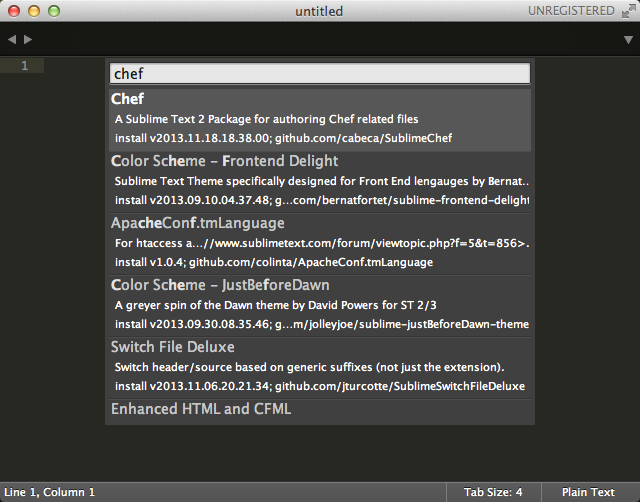 untitled
UNREGISTERED
1
chef
Chef
A Sublime Text 2 Package for authoring Chef related files
install v2013.11.18.18.38.00; github.com/cabeca/SublimeChef
Color Scheme – Frontend Delight
Sublime Text Theme specifically designed for Front End lengauges by Bernat...
install v2013.09.10.04.37.48; g...com/bernatfortet/sublime-frontend-delight
ApacheConf.tmLanguage
For htaccess a...//www.sublimetext.com/forum/viewtopic.php?f=5&t=856>.
install v1.0.4; github.com/colinta/ApacheConf.tmLanguage
Color Scheme – JustBeforeDawn
A greyer spin of the Dawn theme by David Powers for ST 2/3
install v2013.09.30.08.35.46; g...m/jolleyjoe/sublime-justBeforeDawn-theme
Switch File Deluxe
Switch header/source based on generic suffixes (not just the extension).
install v2013.11.06.20.21.34; github.com/jturcotte/SublimeSwitchFileDeluxe
Enhanced HTML and CFML
Line 1, Column 1
Tab Size: 4
Plain Text